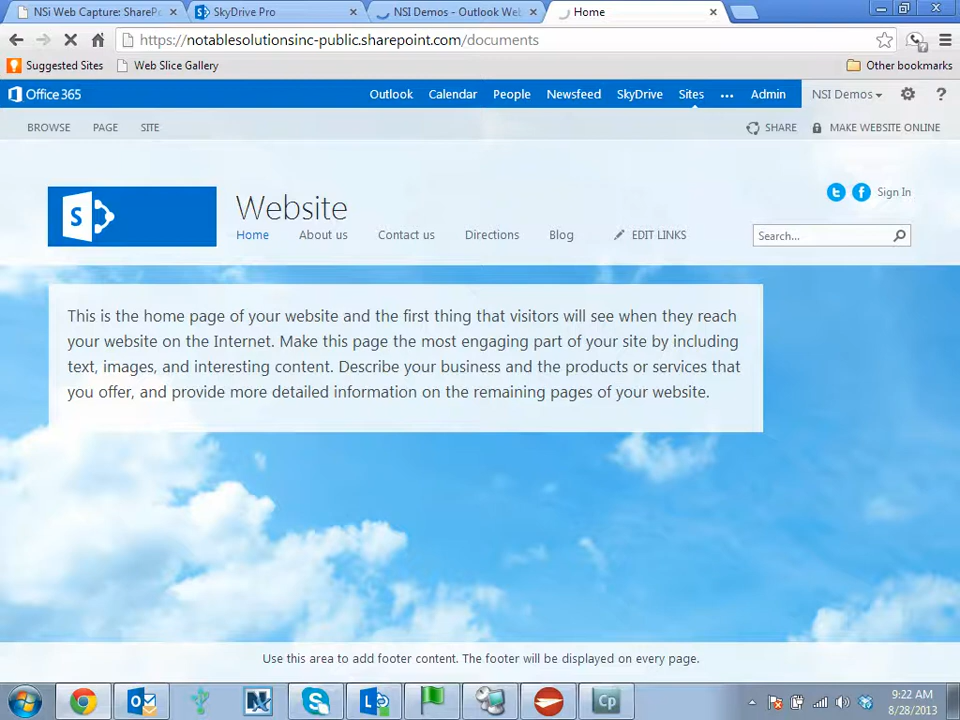 NSi Web Capture: ShareP
SkyDrive Pro
NSI Demos - Outlook Web
Home
https://notablesolutionsinc-public.sharepoint.com/documents
Suggested Sites
Web Slice Gallery
Other bookmarks
Office 365
Outlook
Calendar
People
Newsfeed
SkyDrive
Sites
...
Admin
NSI Demos
?
BROWSE
PAGE
SITE
SHARE
MAKE WEBSITE ONLINE
S
Website
Sign In
Home
About us
Contact us
Directions
Blog
EDIT LINKS
Search...
This is the home page of your website and the first thing that visitors will see when they reach
your website on the Internet. Make this page the most engaging part of your site by including
text, images, and interesting content. Describe your business and the products or services that
you offer, and provide more detailed information on the remaining pages of your website.
Use this area to add footer content. The footer will be displayed on every page.
Cp
9:22 AM
8/28/2013